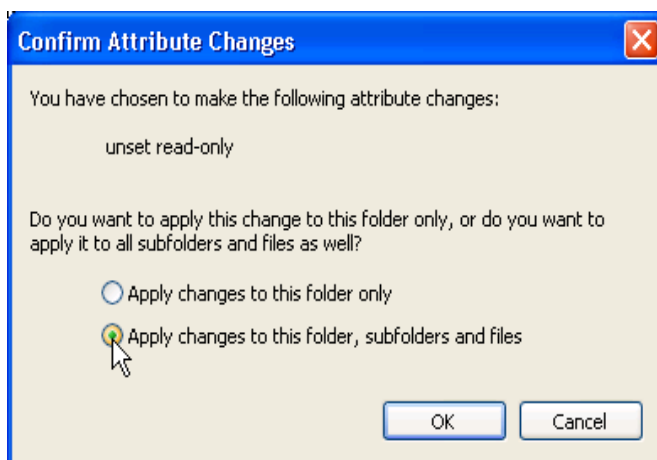 Confirm Attribute Changes
You have chosen to make the following attribute changes:
unset read-only
Do you want to apply this change to this folder only, or do you want to
apply it to all subfolders and files as well?
Apply changes to this folder only
Apply changes to this folder, subfolders and files
OK Cancel